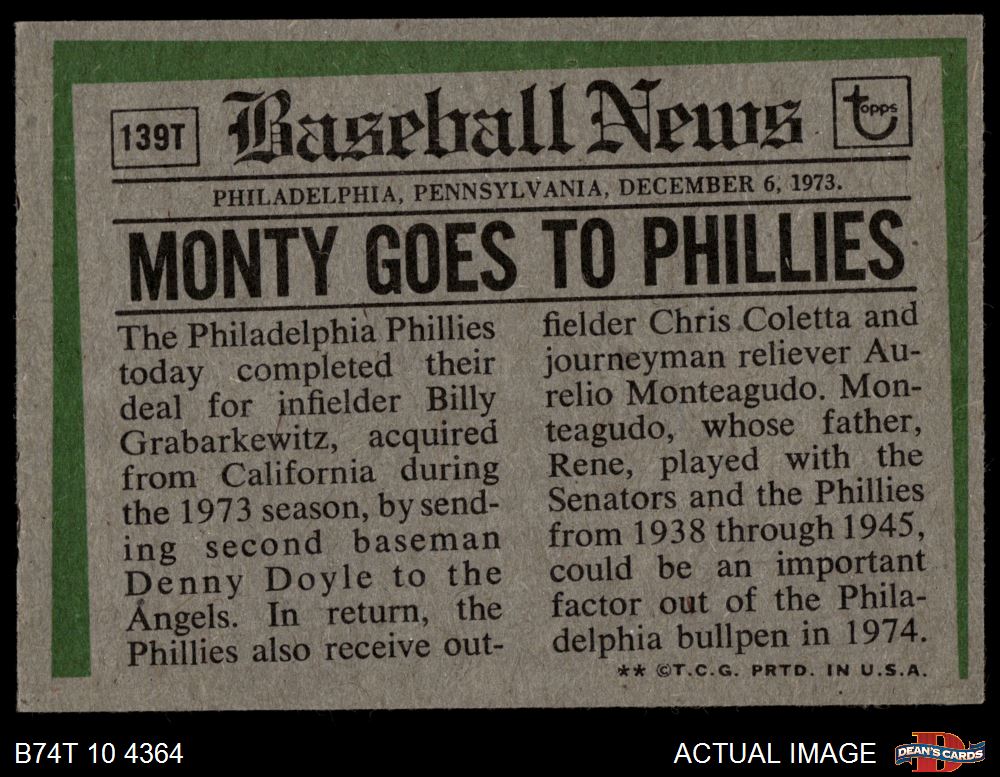 139T
Baseball News
topps
PHILADELPHIA, PENNSYLVANIA, DECEMBER 6, 1973.
MONTY GOES TO PHILLIES
The Philadelphia Phillies
today completed their
deal for infielder Billy
Grabarkewitz, acquired
from California during
the 1973 season, by send-
ing second baseman
Denny Doyle to the
Angels. In return, the
Phillies also receive out-
fielder Chris Coletta and
journeyman reliever Au-
relio Monteagudo. Mon-
teagudo, whose father,
Rene, played with the
Senators and the Phillies
from 1938 through 1945,
could be an important
factor out of the Phila-
delphia bullpen in 1974.
** ©T.C.G. PRTD. IN U.S.A.
B74T 10 4364
ACTUAL IMAGE
D
DEAN'S CARDS